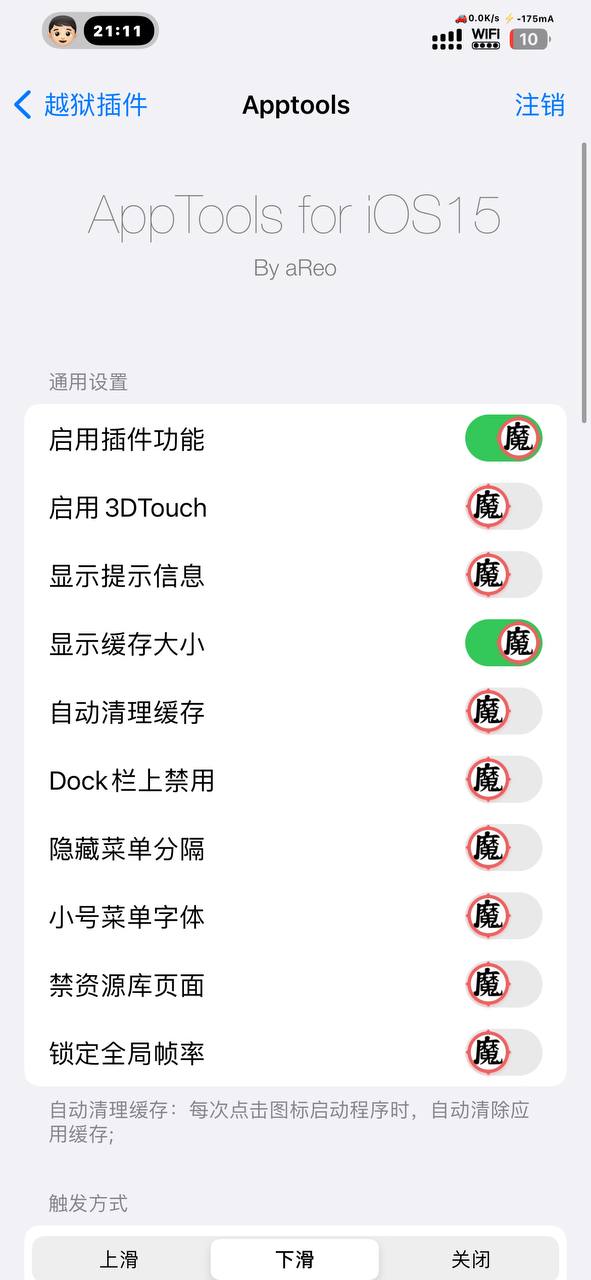 0.0K/s -175mA
21:11
WiFi
10
越狱插件
Apptools
注销
AppTools for iOS15
By aReo
通用设置
启用插件功能
魔
启用 3DTouch
魔
显示提示信息
魔
显示缓存大小
魔
自动清理缓存
魔
Dock栏上禁用
魔
隐藏菜单分隔
魔
小号菜单字体
魔
禁资源库页面
魔
锁定全局帧率
魔
自动清理缓存：每次点击图标启动程序时，自动清除应
用缓存;
触发方式
上滑
下滑
关闭